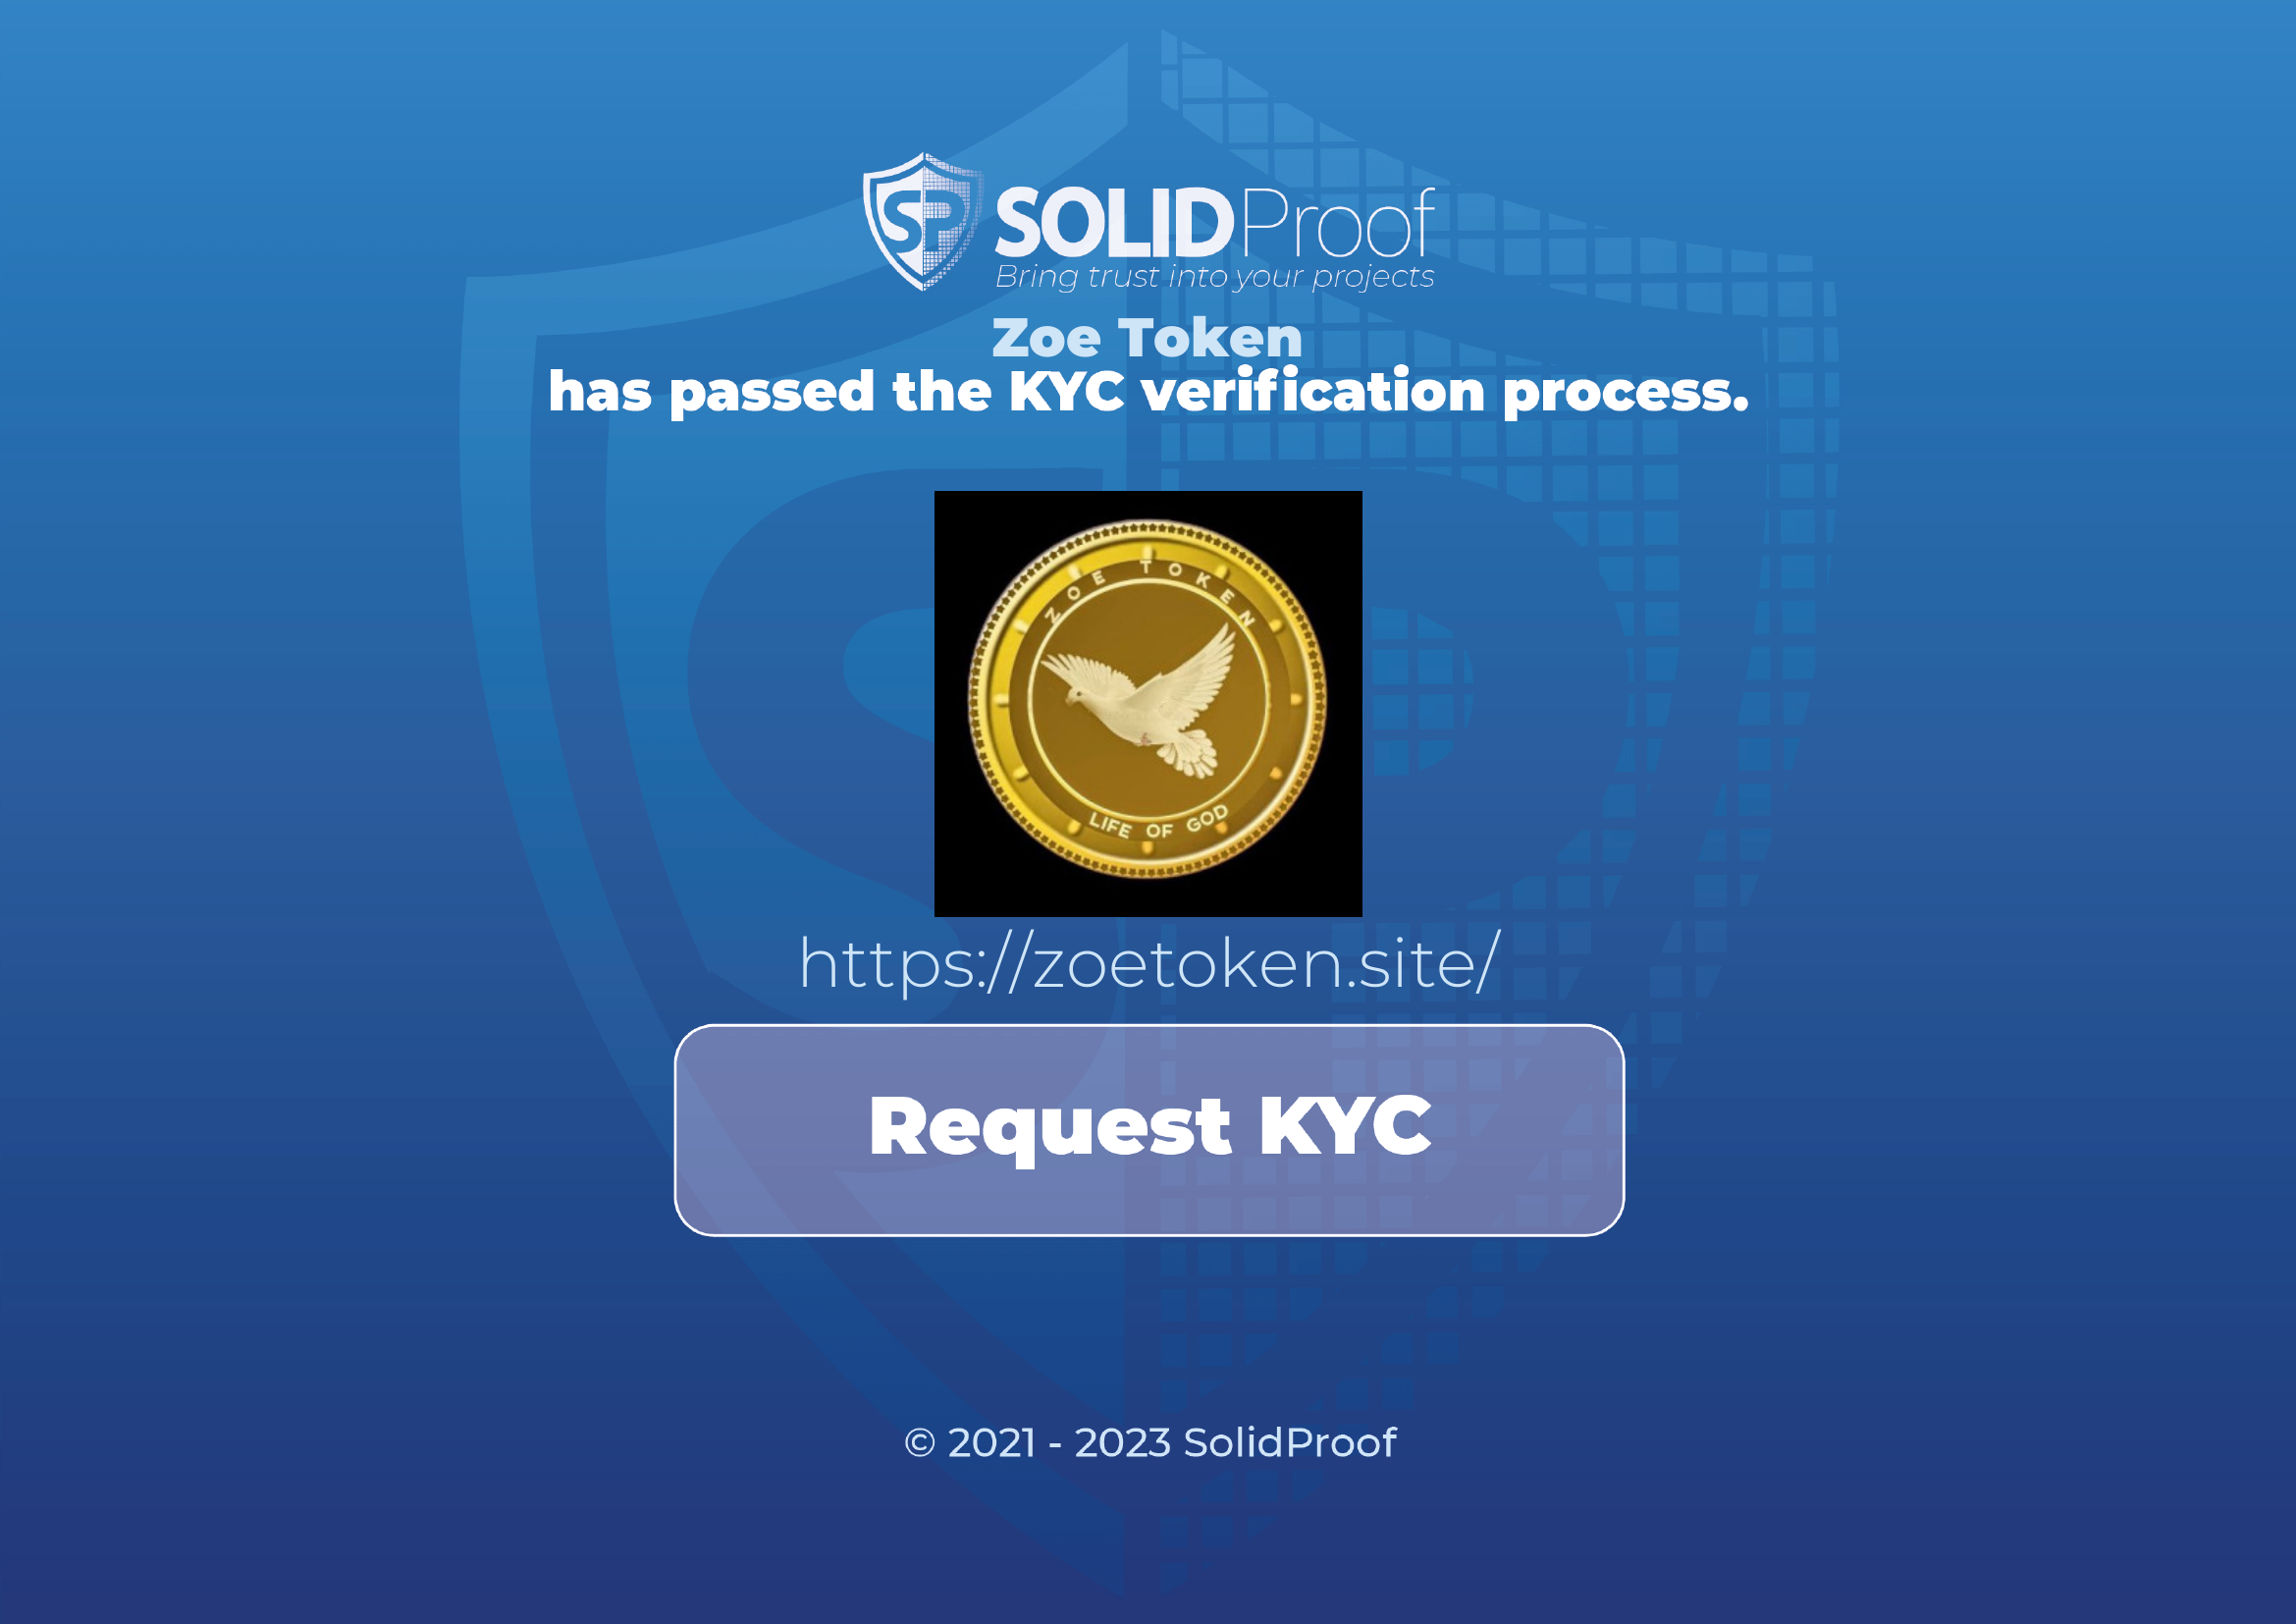 SP SOLIDProof
Bring trust into your projects
Zoe Token
has passed the KYC verification process.
ZOE TOKEN
LIFE OF GOD
https://zoetoken.site/
Request KYC
© 2021 - 2023 SolidProof